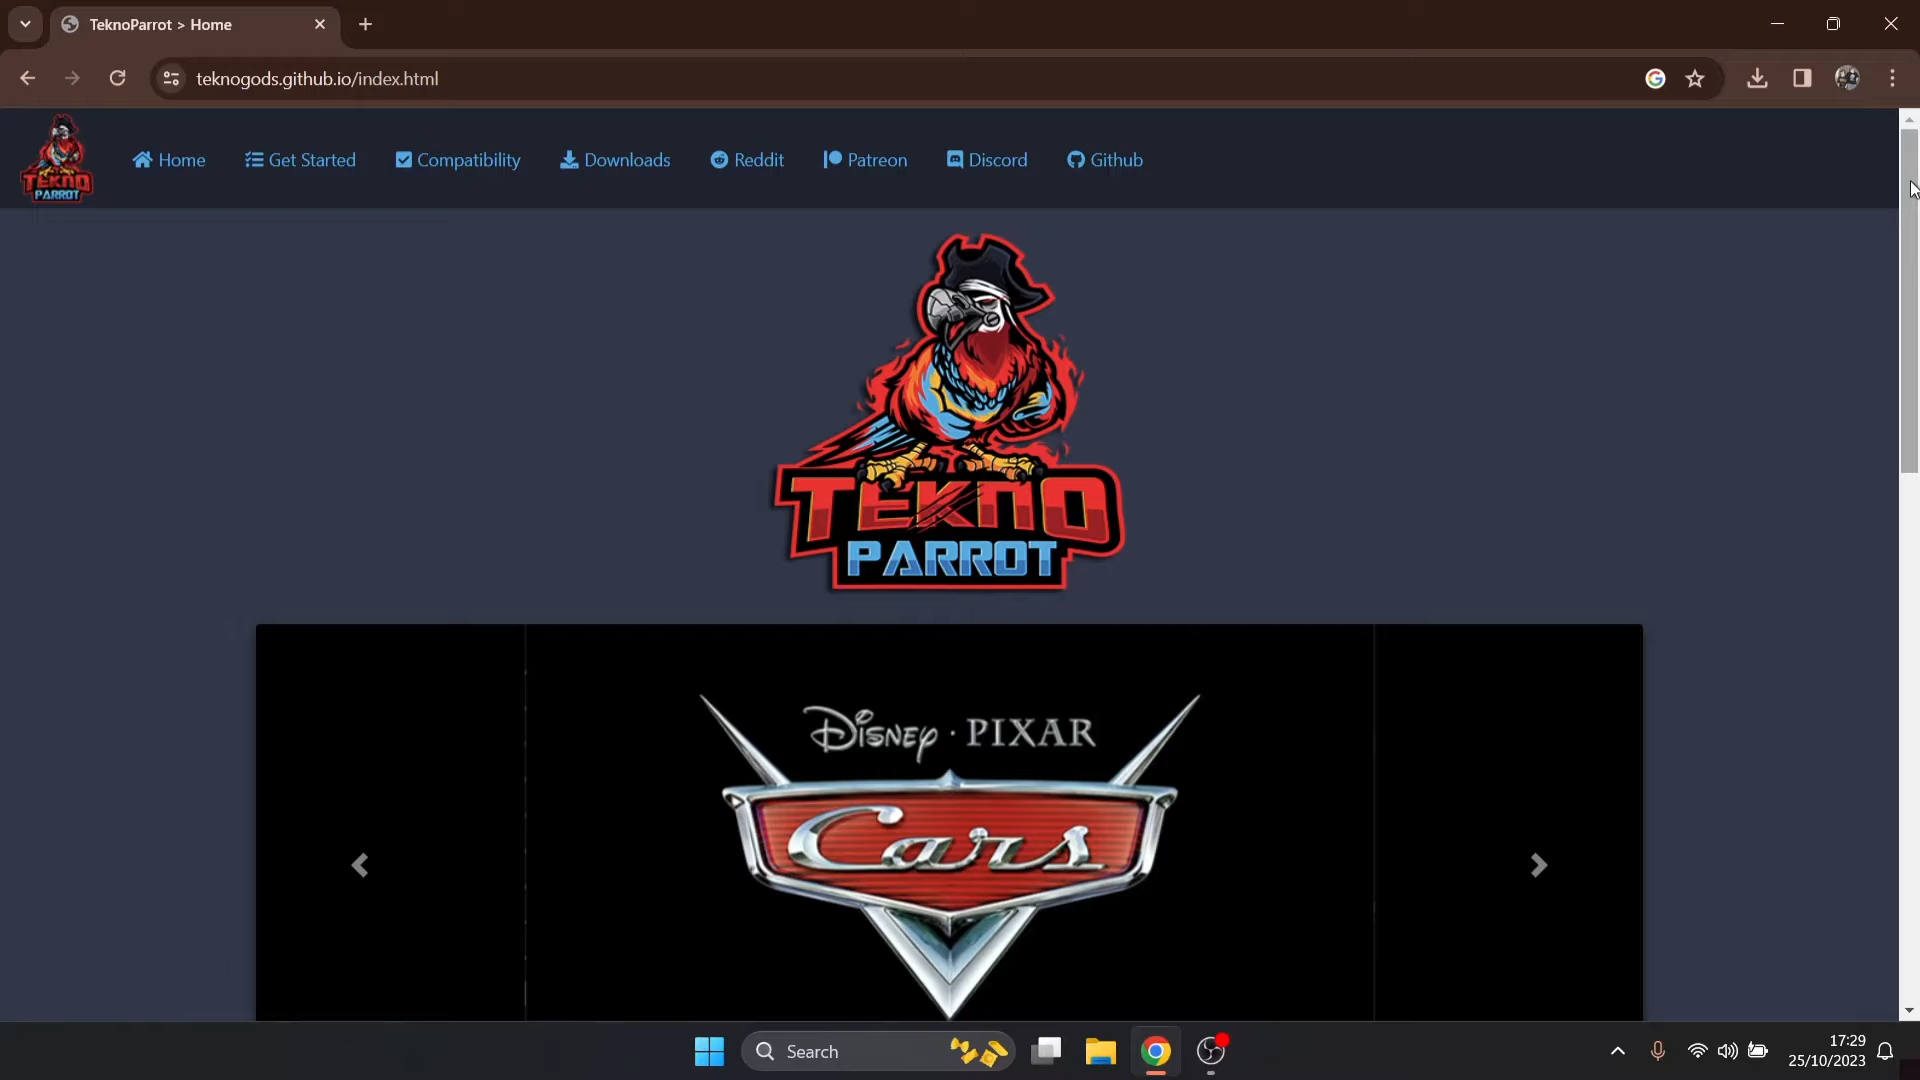 TeknoParrot > Home
teknogods.github.io/index.html
TEKNO
PARROT
Home
Get Started
Compatibility
Downloads
Reddit
Patreon
Discord
Github
TEKNO
PARROT
Disney · PIXAR
Cars
Search
17:29
25/10/2023